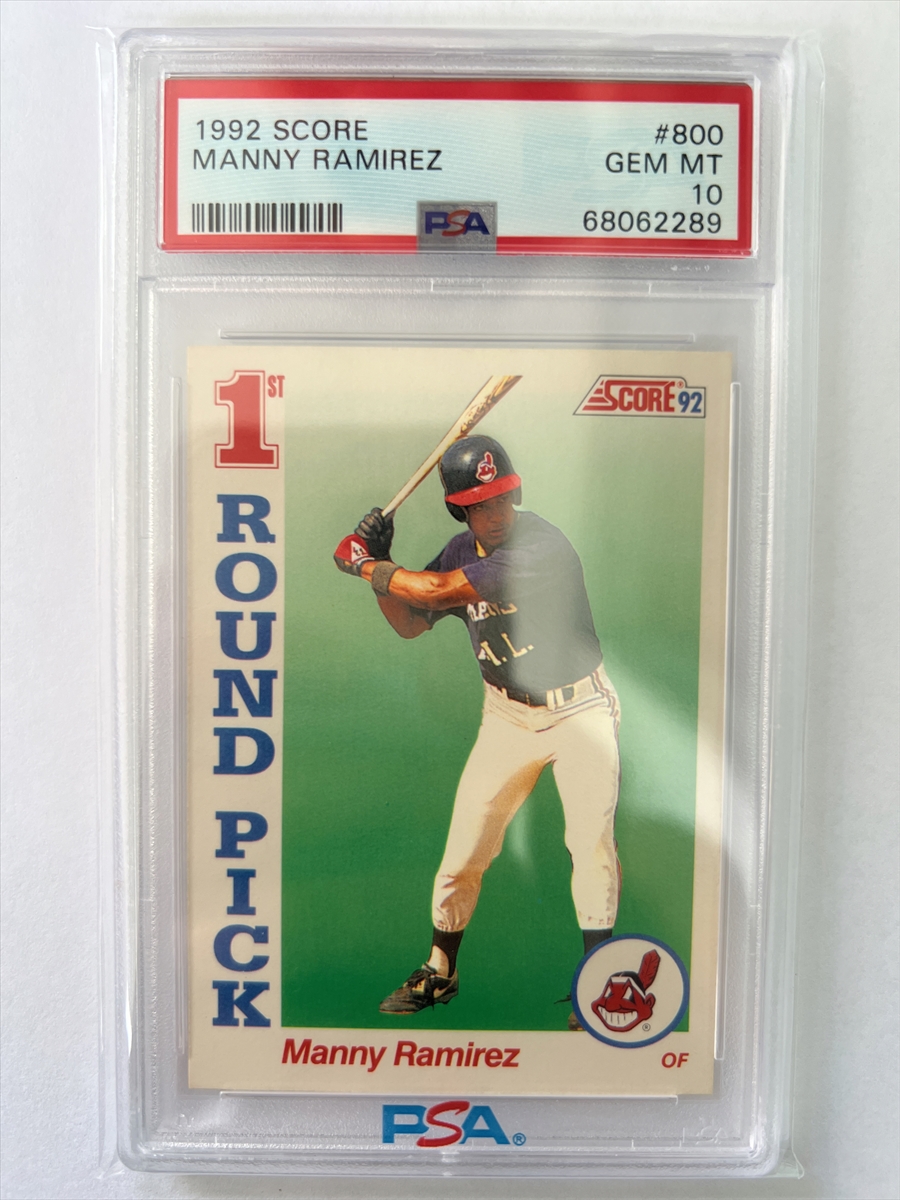 1992 SCORE
MANNY RAMIREZ
#800
GEM MT
10
68062289
PSA
1ST
ROUND
PICK
SCORE® 92
Manny Ramirez
OF
PSA®